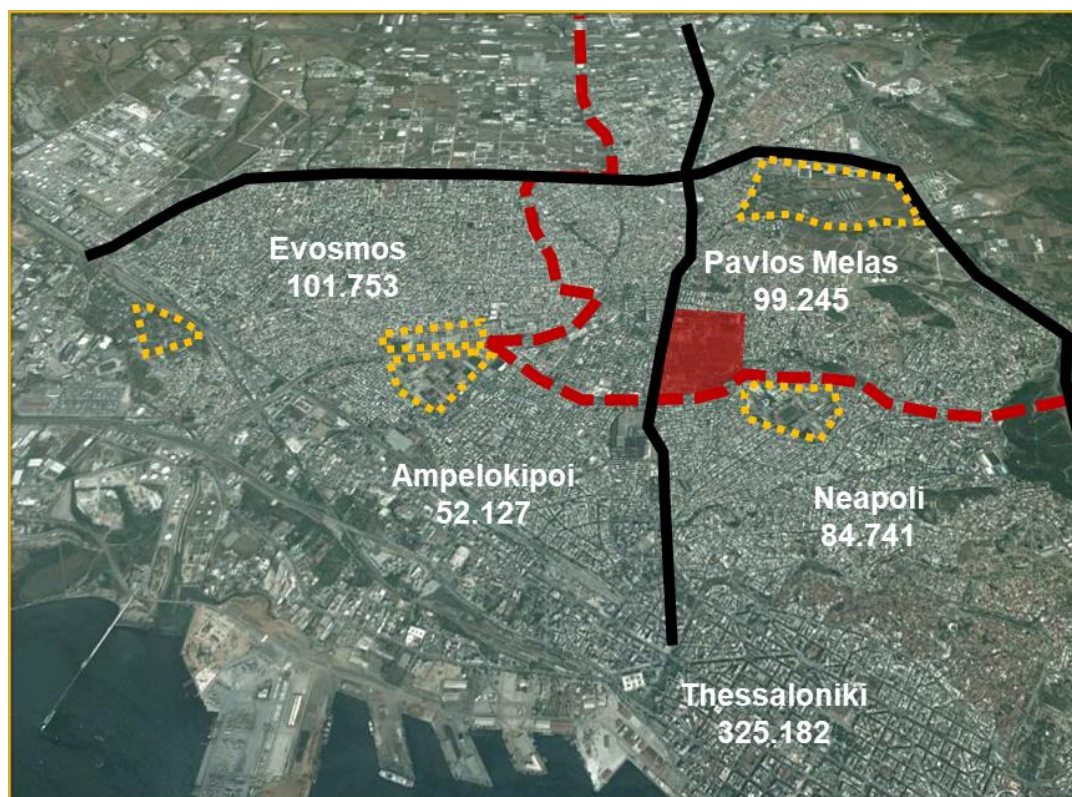 Evosmos
101.753
Pavlos Melas
99.245
Ampelokipoi
52.127
Neapoli
84.741
Thessaloniki
325.182